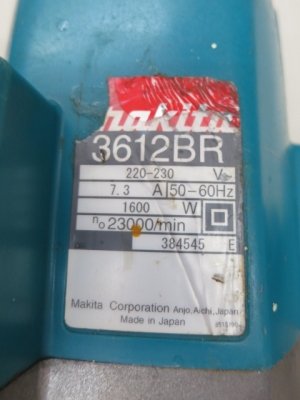 makita
3612BR
220-230 V~
7.3 A 50-60Hz
1600 W
n₀ 23000/min
384545 E
Makita Corporation Anjo, Aichi, Japan
Made in Japan